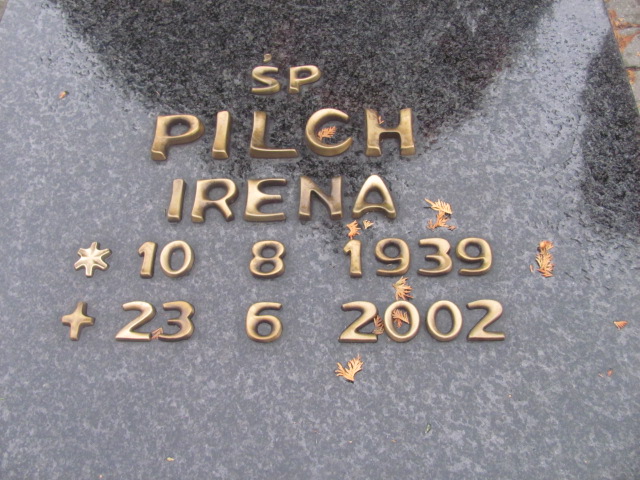 ŚP
PILCH
IRENA
* 10 8 1939
+ 23 6 2002